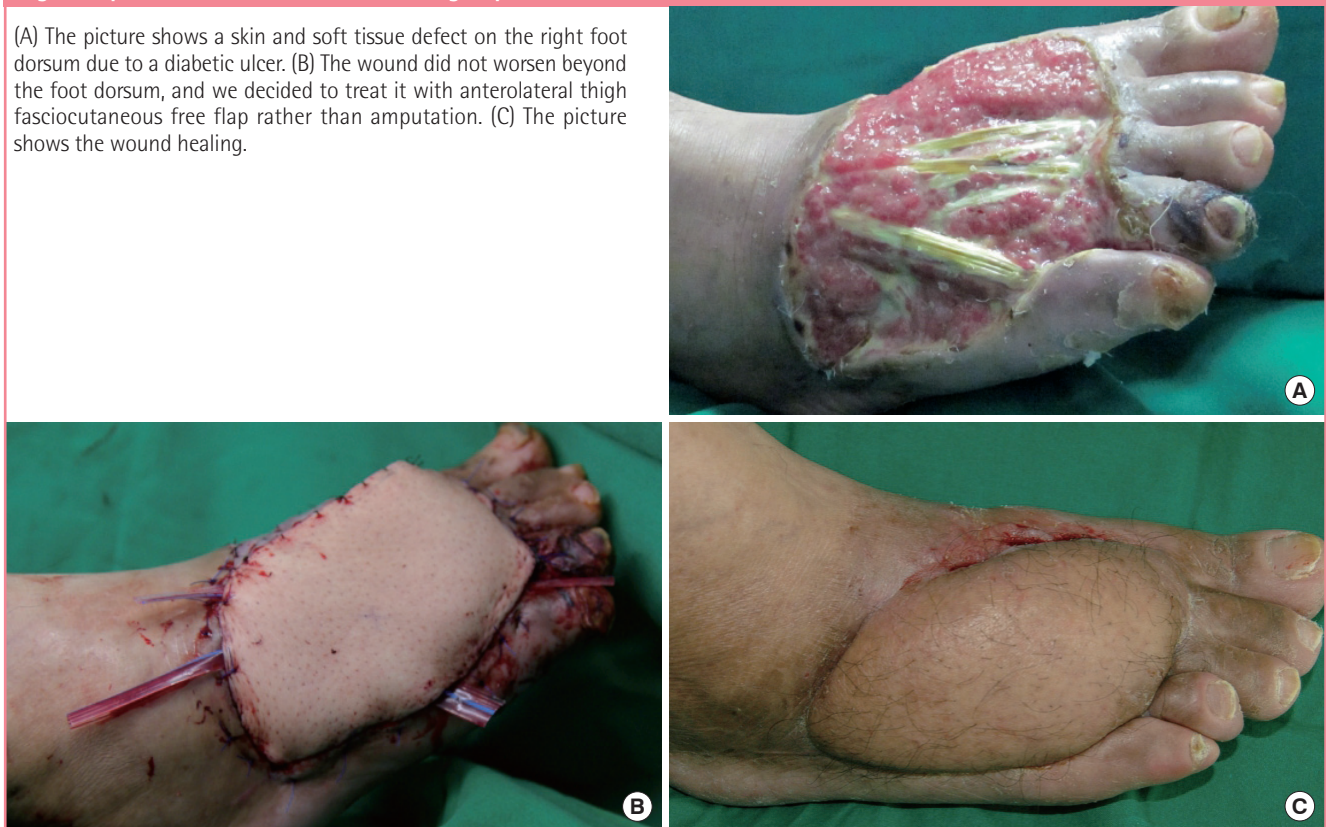 (A) The picture shows a skin and soft tissue defect on the right foot
dorsum due to a diabetic ulcer. (B) The wound did not worsen beyond
the foot dorsum, and we decided to treat it with anterolateral thigh
fasciocutaneous free flap rather than amputation. (C) The picture
shows the wound healing.
A
B
C